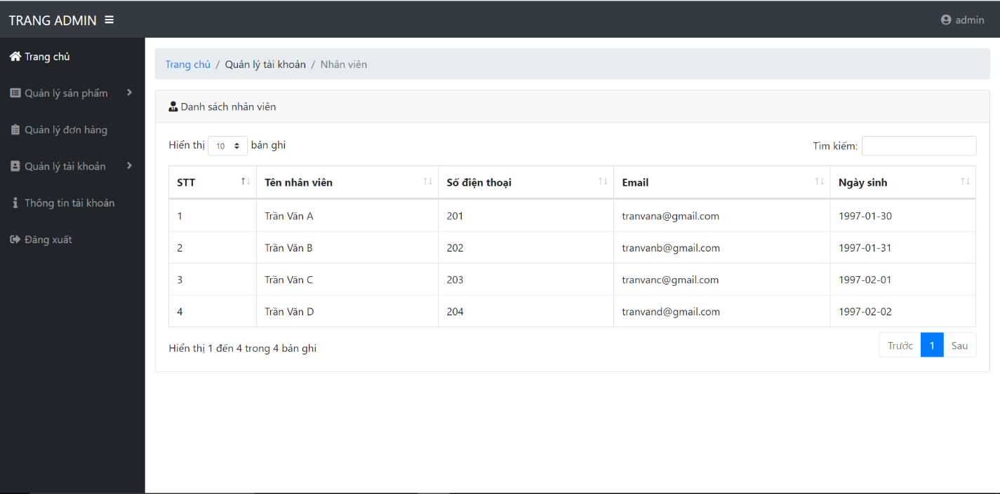 TRANG ADMIN
admin
Trang chủ
Quản lý sản phẩm
Quản lý đơn hàng
Quản lý tài khoản
Thông tin tài khoản
Đăng xuất
Trang chủ / Quản lý tài khoản / Nhân viên
Danh sách nhân viên
Hiển thị 10 bản ghi
Tìm kiếm:
STT Tên nhân viên Số điện thoại Email Ngày sinh
1 Trần Văn A 201 tranvana@gmail.com 1997-01-30
2 Trần Văn B 202 tranvanb@gmail.com 1997-01-31
3 Trần Văn C 203 tranvanc@gmail.com 1997-02-01
4 Trần Văn D 204 tranvand@gmail.com 1997-02-02
Hiển thị 1 đến 4 trong 4 bản ghi
Trước 1 Sau